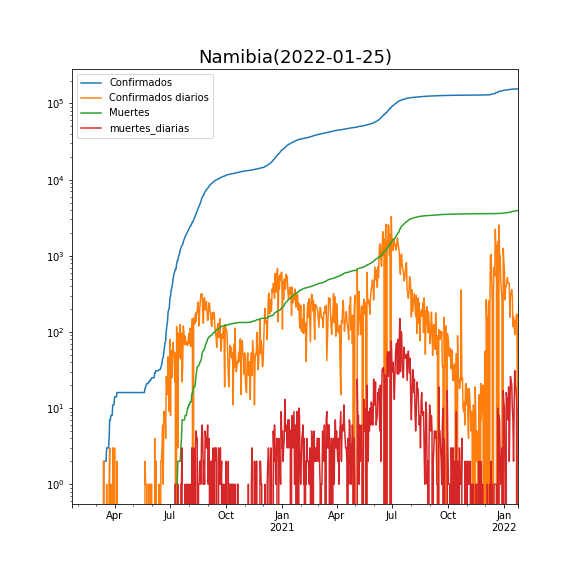 Namibia(2022-01-25)
Confirmados
Confirmados diarios
Muertes
muertes_diarias
10⁵
10⁴
10³
10²
10¹
10⁰
Apr Jul Oct Jan Apr Jul Oct Jan
2021 2022